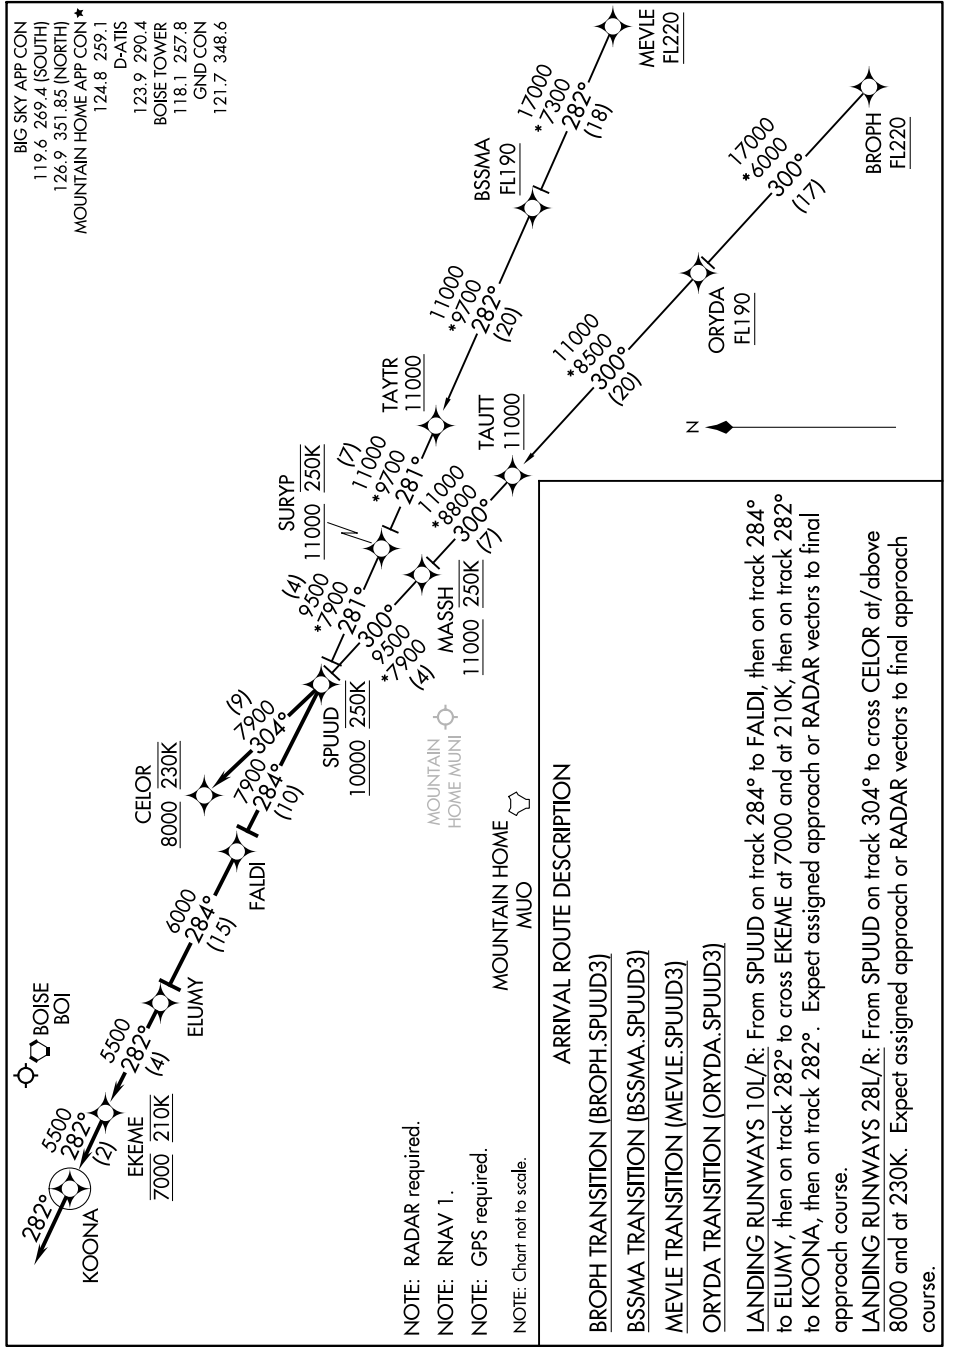 BIG SKY APP CON
119.6 269.4 (SOUTH)
126.9 351.85 (NORTH)
MOUNTAIN HOME APP CON ★
124.8 259.1
D-ATIS
123.9 290.4
BOISE TOWER
118.1 257.8
GND CON
121.7 348.6
MEVLE
FL220
17000
*7300
282°
(18)
BSSMA
FL190
11000
*9700
282°
(20)
TAYTR
11000
(7)
11000
*9700
281°
SURYP
11000 250K
(4)
9500
*7900
281°
BROPH
FL220
17000
*6000
300°
(17)
ORYDA
FL190
11000
*8500
300°
(20)
TAUTT
11000
11000
*8800
300°
(7)
MASSH
11000 250K
300°
9500
*7900
(4)
SPUUD
10000 250K
(9)
7900
304°
CELOR
8000 230K
7900
284°
(10)
FALDI
6000
284°
(15)
ELUMY
5500
282°
(4)
EKEME
7000 210K
5500
282°
(2)
KOONA
282°
BOISE
BOI
MOUNTAIN
HOME MUNI
MOUNTAIN HOME
MUO
N
NOTE: RADAR required.
NOTE: RNAV 1.
NOTE: GPS required.
NOTE: Chart not to scale.
ARRIVAL ROUTE DESCRIPTION
BROPH TRANSITION (BROPH.SPUUD3)
BSSMA TRANSITION (BSSMA.SPUUD3)
MEVLE TRANSITION (MEVLE.SPUUD3)
ORYDA TRANSITION (ORYDA.SPUUD3)
LANDING RUNWAYS 10L/R: From SPUUD on track 284° to FALDI, then on track 284°
to ELUMY, then on track 282° to cross EKEME at 7000 and at 210K, then on track 282°
to KOONA, then on track 282°. Expect assigned approach or RADAR vectors to final
approach course.
LANDING RUNWAYS 28L/R: From SPUUD on track 304° to cross CELOR at/above
8000 and at 230K. Expect assigned approach or RADAR vectors to final approach
course.